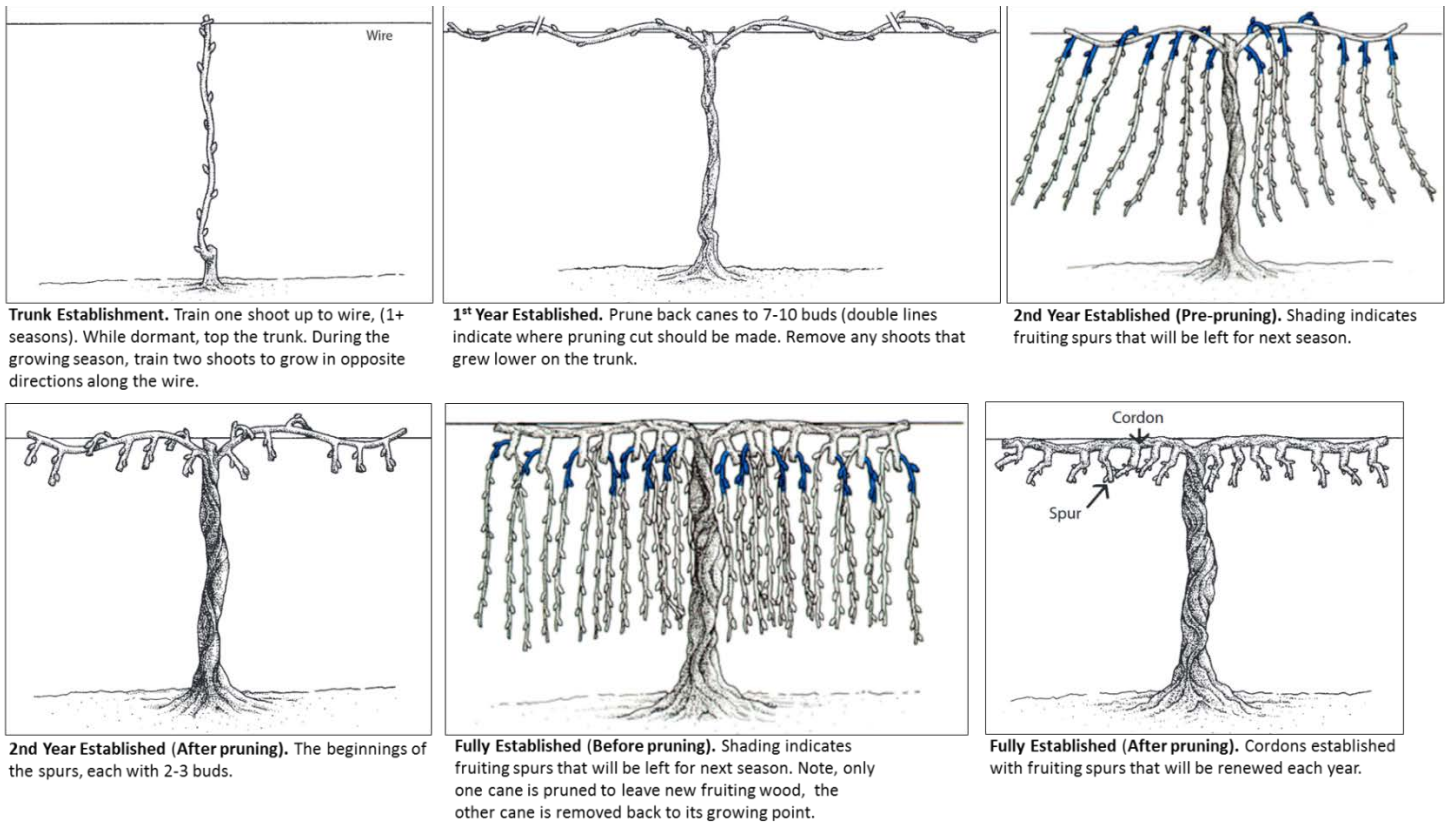 Wire
Trunk Establishment. Train one shoot up to wire, (1+
seasons). While dormant, top the trunk. During the
growing season, train two shoots to grow in opposite
directions along the wire.
1st Year Established. Prune back canes to 7-10 buds (double lines
indicate where pruning cut should be made. Remove any shoots that
grew lower on the trunk.
2nd Year Established (Pre-pruning). Shading indicates
fruiting spurs that will be left for next season.
2nd Year Established (After pruning). The beginnings of
the spurs, each with 2-3 buds.
Fully Established (Before pruning). Shading indicates
fruiting spurs that will be left for next season. Note, only
one cane is pruned to leave new fruiting wood, the
other cane is removed back to its growing point.
Cordon
Spur
Fully Established (After pruning). Cordons established
with fruiting spurs that will be renewed each year.